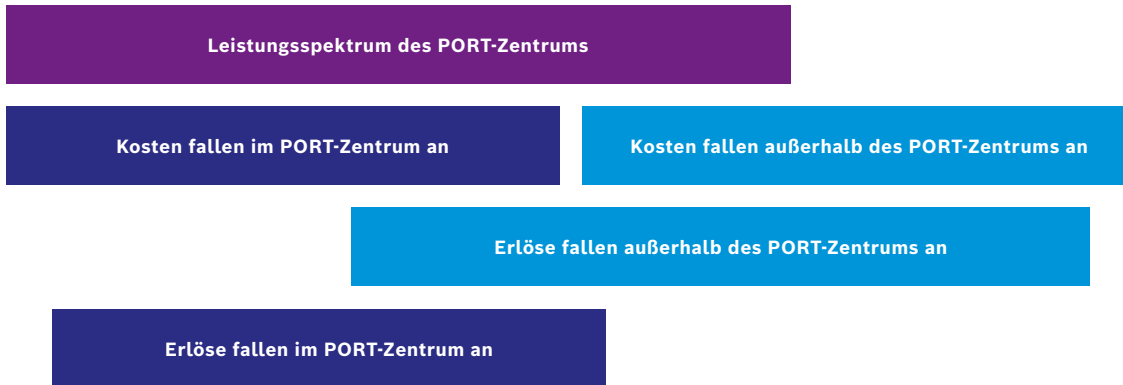 Leistungsspektrum des PORT-Zentrums
Kosten fallen im PORT-Zentrum an
Kosten fallen außerhalb des PORT-Zentrums an
Erlöse fallen außerhalb des PORT-Zentrums an
Erlöse fallen im PORT-Zentrum an